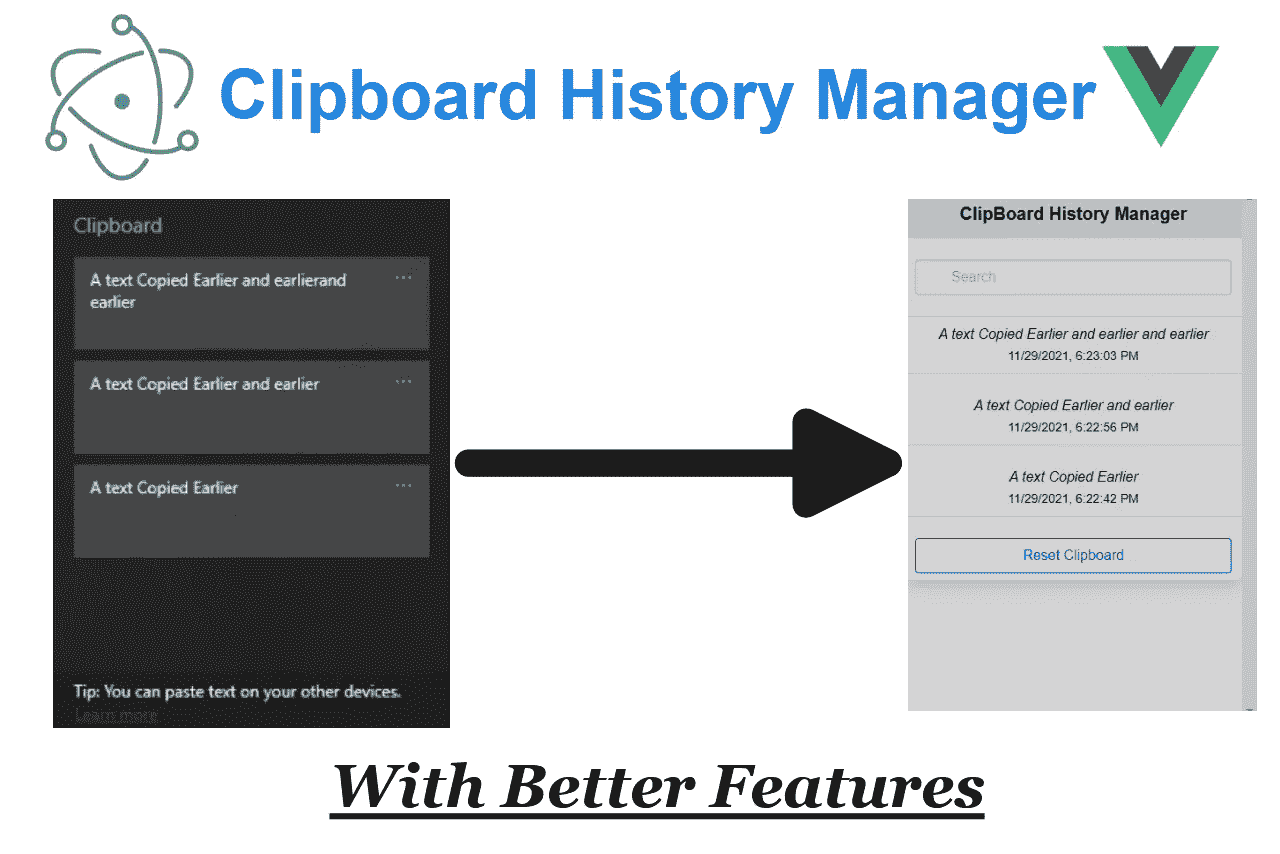 Clipboard History Manager
Clipboard
A text Copied Earlier and earlierand
earlier
A text Copied Earlier and earlier
A text Copied Earlier
Tip: You can paste text on your other devices.
Learn more
ClipBoard History Manager
Search
A text Copied Earlier and earlier and earlier
11/29/2021, 6:23:03 PM
A text Copied Earlier and earlier
11/29/2021, 6:22:56 PM
A text Copied Earlier
11/29/2021, 6:22:42 PM
Reset Clipboard
With Better Features